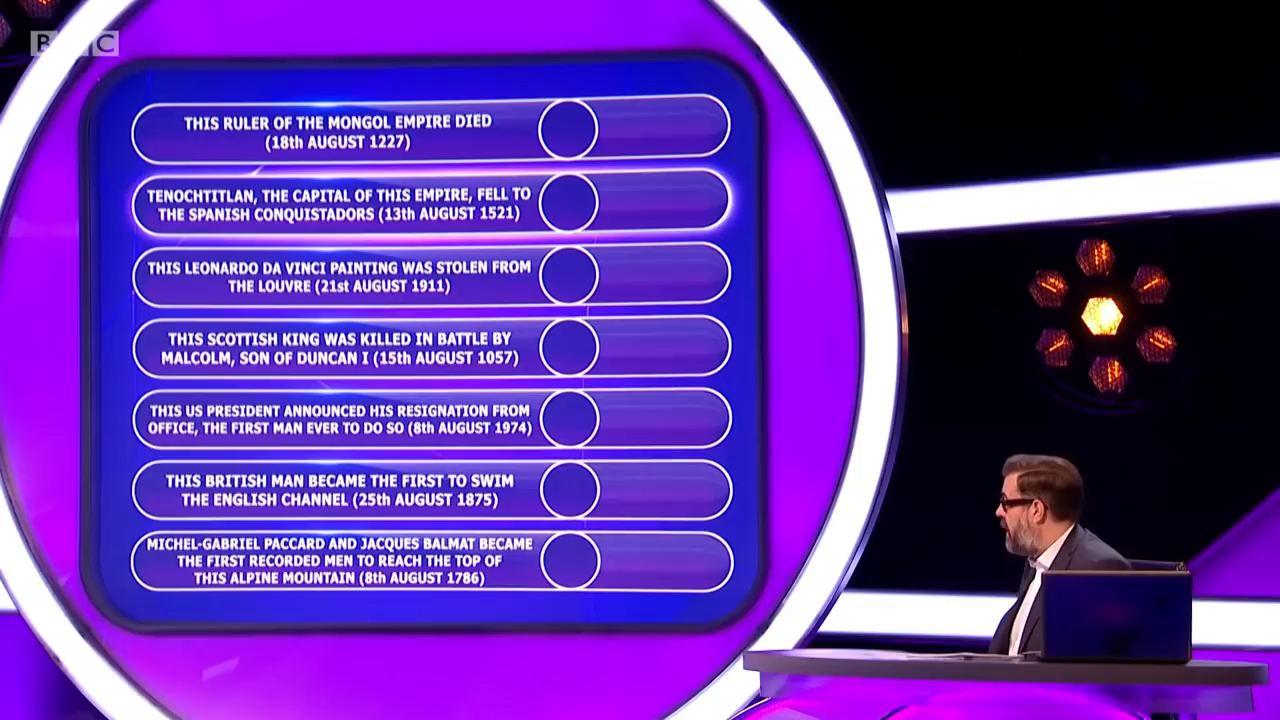 BBC
THIS RULER OF THE MONGOL EMPIRE DIED
(18th AUGUST 1227)
TENOCHTITLAN, THE CAPITAL OF THIS EMPIRE, FELL TO
THE SPANISH CONQUISTADORS (13th AUGUST 1521)
THIS LEONARDO DA VINCI PAINTING WAS STOLEN FROM
THE LOUVRE (21st AUGUST 1911)
THIS SCOTTISH KING WAS KILLED IN BATTLE BY
MALCOLM, SON OF DUNCAN I (15th AUGUST 1057)
THIS US PRESIDENT ANNOUNCED HIS RESIGNATION FROM
OFFICE, THE FIRST MAN EVER TO DO SO (8th AUGUST 1974)
THIS BRITISH MAN BECAME THE FIRST TO SWIM
THE ENGLISH CHANNEL (25th AUGUST 1875)
MICHEL-GABRIEL PACCARD AND JACQUES BALMAT BECAME
THE FIRST RECORDED MEN TO REACH THE TOP OF
THIS ALPINE MOUNTAIN (8th AUGUST 1786)